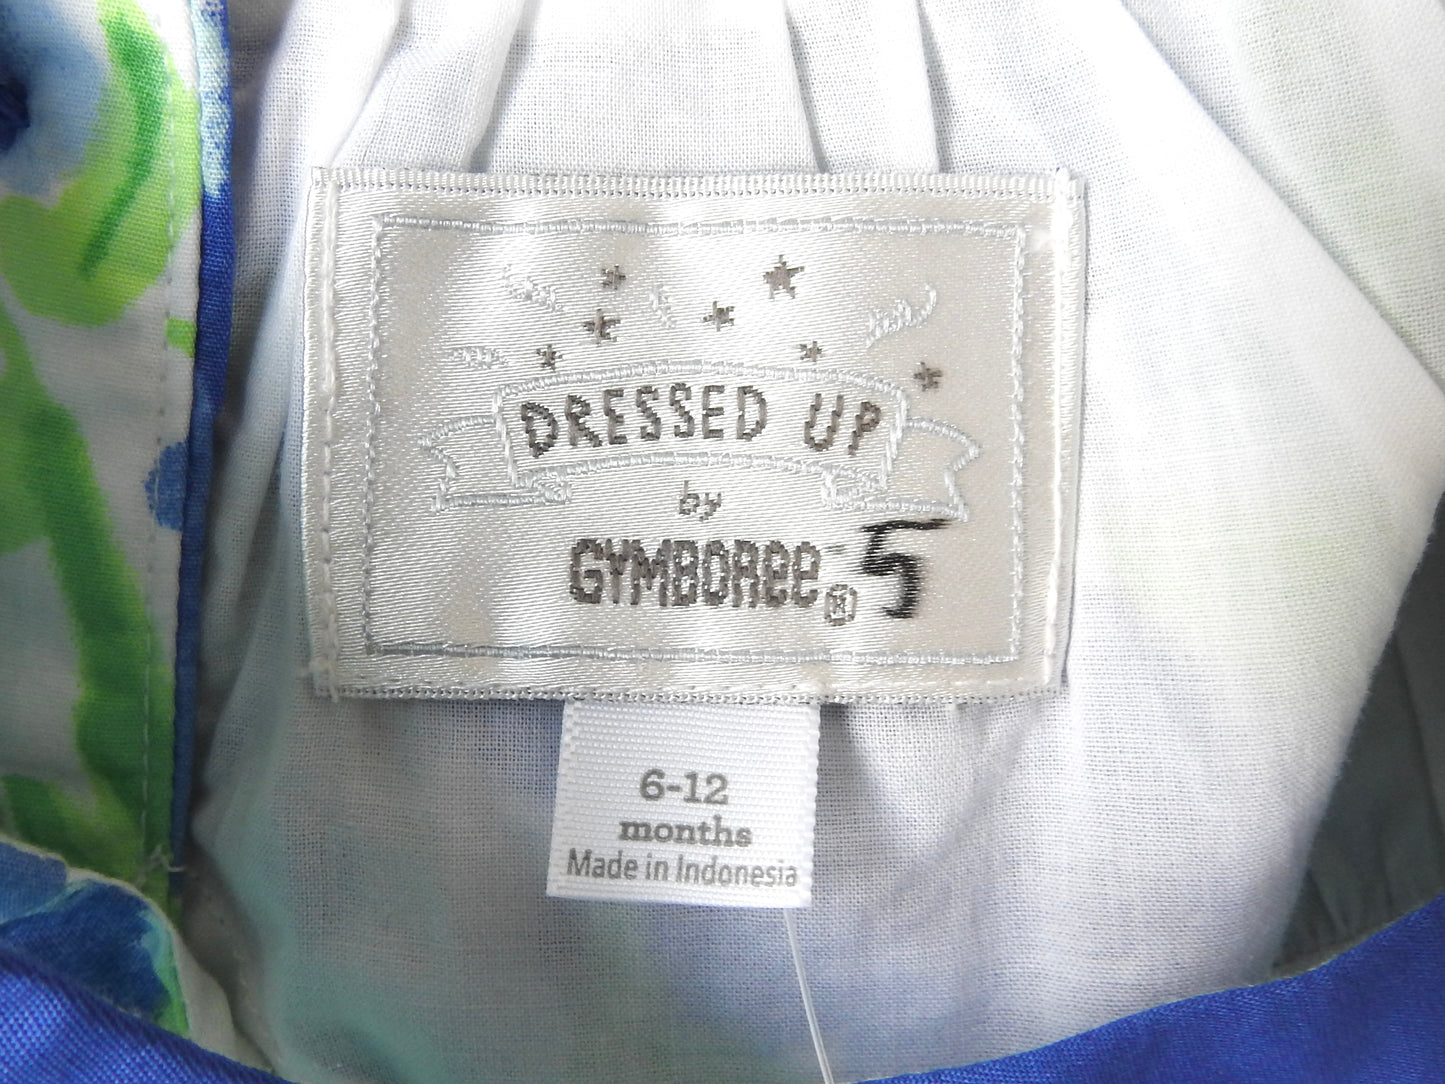 DRESSED UP
by
GYMBOREE® 5
6-12
months
Made in Indonesia